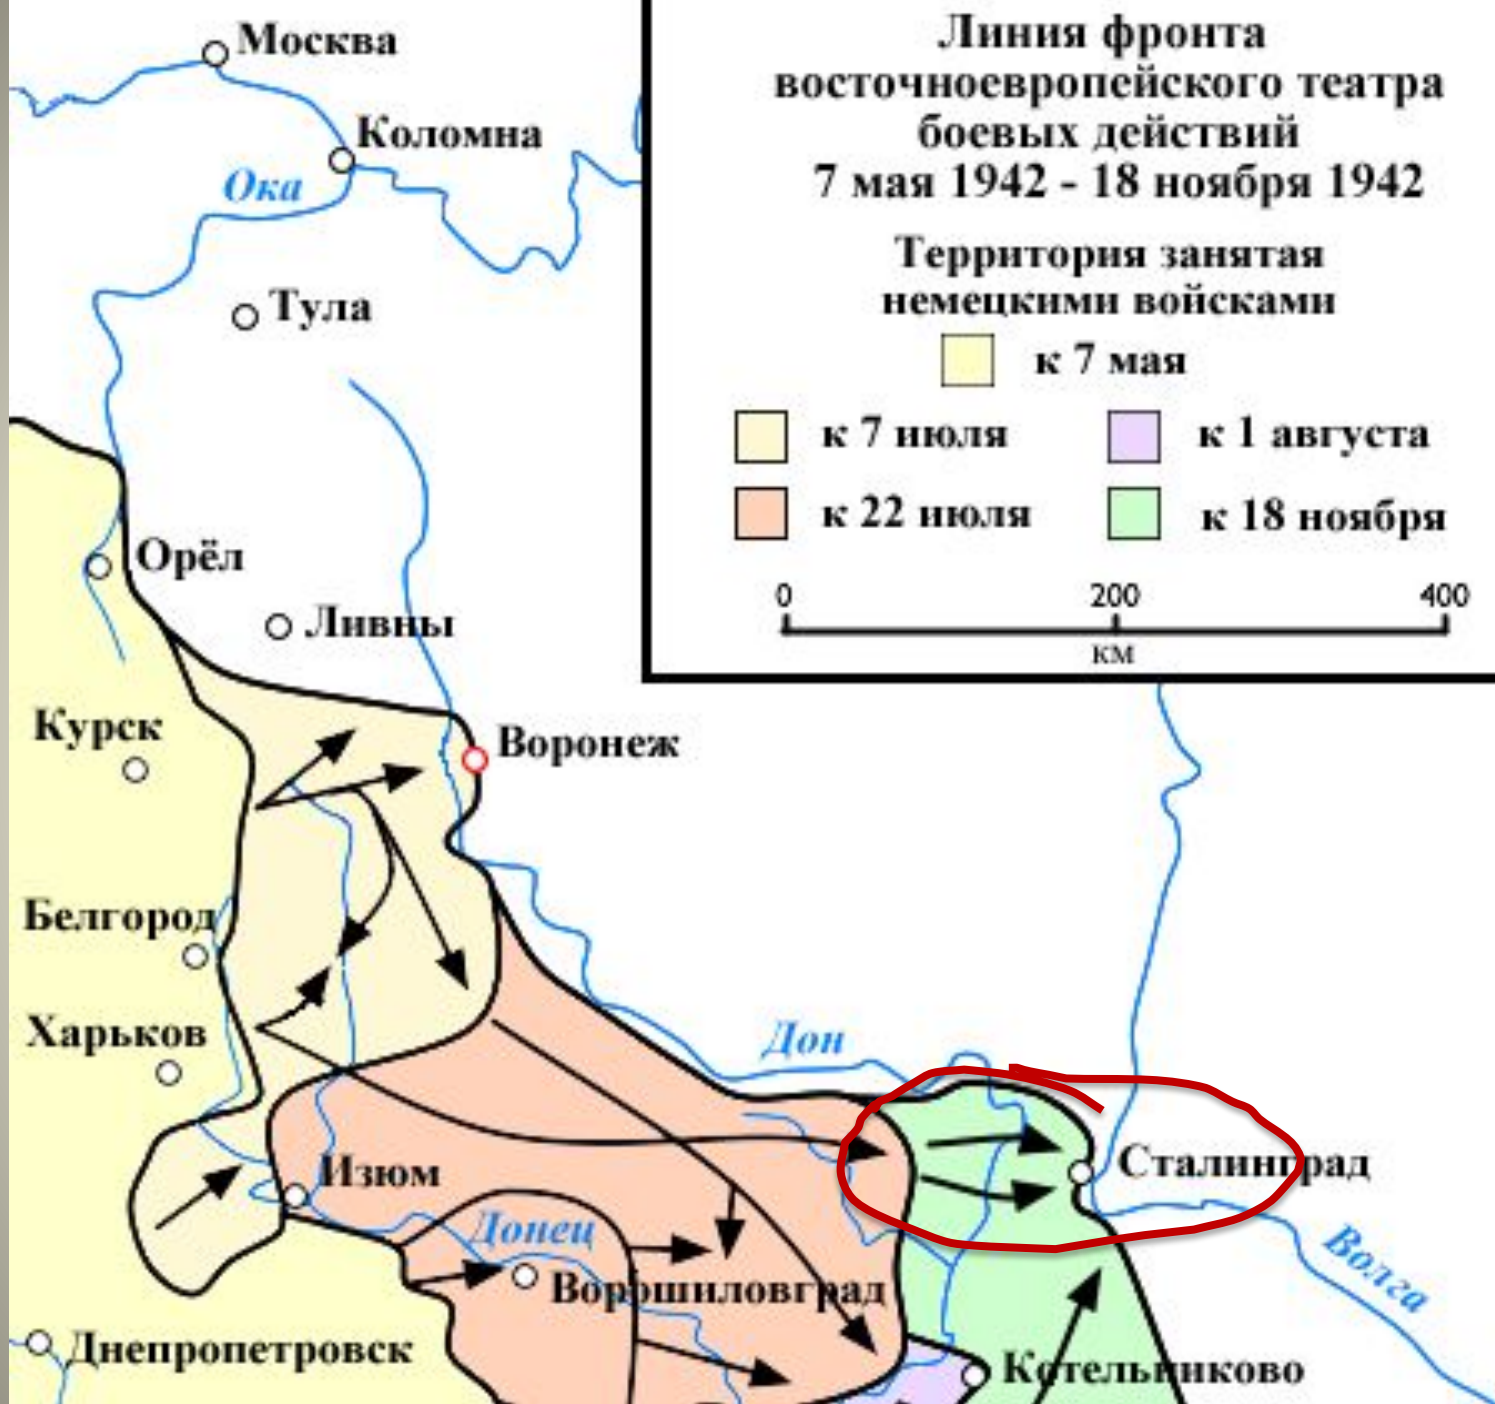 Линия фронта
восточноевропейского театра
боевых действий
7 мая 1942 - 18 ноября 1942
Территория занятая
немецкими войсками
к 7 мая
к 7 июля
к 1 августа
к 22 июля
к 18 ноября
0 200 400
км
Москва
Коломна
Ока
Тула
Орёл
Ливны
Курск
Воронеж
Белгород
Харьков
Дон
Сталинград
Изюм
Донец
Волга
Ворошиловград
Днепропетровск
Котельниково